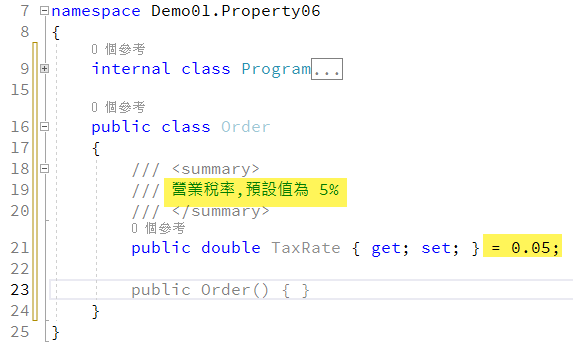 7 namespace Demo01.Property06
8 {
0 個參考
9 internal class Program...
15
0 個參考
16 public class Order
17 {
18 /// <summary>
19 /// 營業稅率,預設值為 5%
20 /// </summary>
0 個參考
21 public double TaxRate { get; set; } = 0.05;
22
23 public Order() { }
24 }
25 }